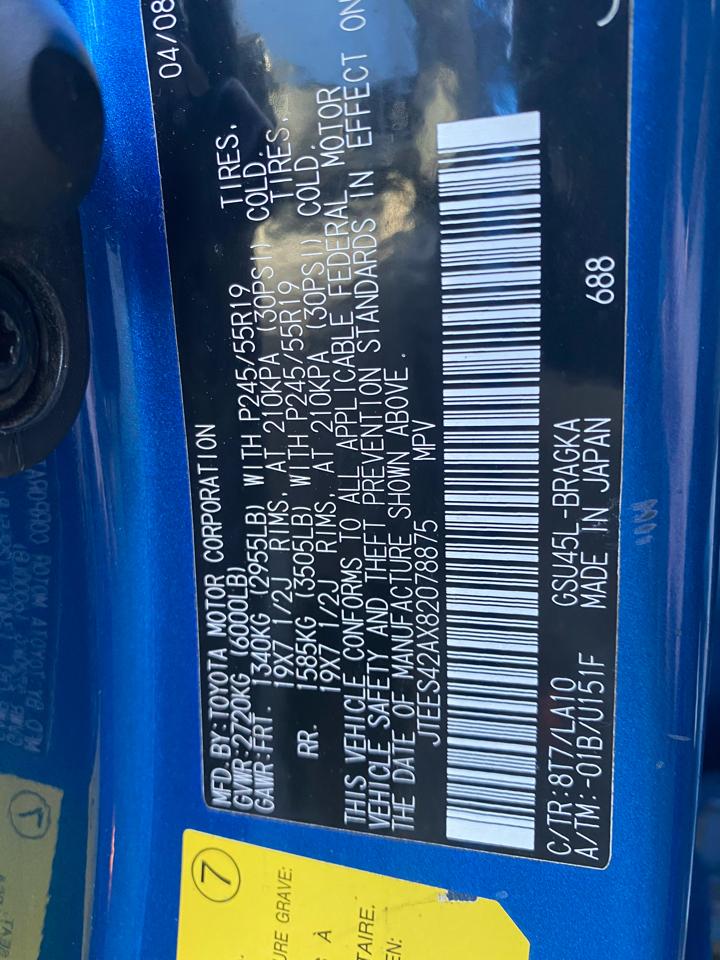 04/08
MFD.BY:TOYOTA MOTOR CORPORATION
GVWR:2720KG (6000LB)
GAWR:FRT. 1340KG (2955LB) WITH P245/55R19 TIRES,
19X7 1/2J RIMS, AT 210KPA (30PSI) COLD.
RR. 1585KG (3505LB) WITH P245/55R19 TIRES,
19X7 1/2J RIMS, AT 210KPA (30PSI) COLD.
THIS VEHICLE CONFORMS TO ALL APPLICABLE FEDERAL MOTOR
VEHICLE SAFETY AND THEFT PREVENTION STANDARDS IN EFFECT ON
THE DATE OF MANUFACTURE SHOWN ABOVE.
JTEES42AX82078875 MPV
C/TR:8T7/LA10 GSU45L-BRAGKA
A/TM:-01B/U151F MADE IN JAPAN 688
7
URE GRAVE:
S À
TAIRE.
EN: